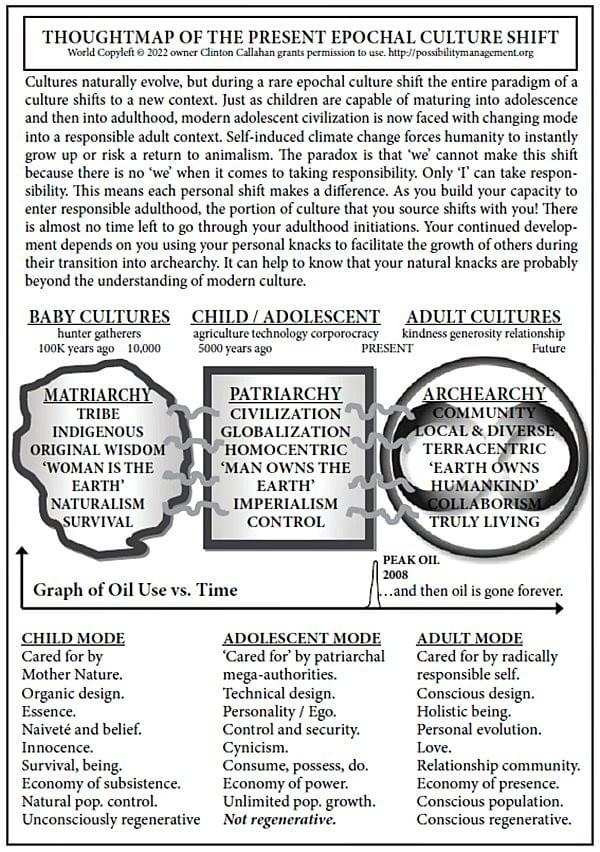 THOUGHTMAP OF THE PRESENT EPOCHAL CULTURE SHIFT
World Copyleft © 2022 owner Clinton Callahan grants permission to use. http://possibilitymanagement.org
Cultures naturally evolve, but during a rare epochal culture shift the entire paradigm of a
culture shifts to a new context. Just as children are capable of maturing into adolescence
and then into adulthood, modern adolescent civilization is now faced with changing mode
into a responsible adult context. Self-induced climate change forces humanity to instantly
grow up or risk a return to animalism. The paradox is that 'we' cannot make this shift
because there is no 'we' when it comes to taking responsibility. Only 'I' can take respon-
sibility. This means each personal shift makes a difference. As you build your capacity to
enter responsible adulthood, the portion of culture that you source shifts with you! There
is almost no time left to go through your adulthood initiations. Your continued develop-
ment depends on you using your personal knacks to facilitate the growth of others during
their transition into archearchy. It can help to know that your natural knacks are probably
beyond the understanding of modern culture.
BABY CULTURES
hunter gatherers
100K years ago 10,000
CHILD / ADOLESCENT
agriculture technology corporocracy
5000 years ago PRESENT
ADULT CULTURES
kindness generosity relationship
Future
MATRIARCHY
TRIBE
INDIGENOUS
ORIGINAL WISDOM
'WOMAN IS THE
EARTH'
NATURALISM
SURVIVAL
PATRIARCHY
CIVILIZATION
GLOBALIZATION
HOMOCENTRIC
'MAN OWNS THE
EARTH'
IMPERIALISM
CONTROL
ARCHEARCHY
COMMUNITY
LOCAL & DIVERSE
TERRACENTRIC
'EARTH OWNS
HUMANKIND'
COLLABORISM
TRULY LIVING
Graph of Oil Use vs. Time
PEAK OIL
2008
...and then oil is gone forever.
CHILD MODE
Cared for by
Mother Nature.
Organic design.
Essence.
Naiveté and belief.
Innocence.
Survival, being.
Economy of subsistence.
Natural pop. control.
Unconsciously regenerative
ADOLESCENT MODE
'Cared for' by patriarchal
mega-authorities.
Technical design.
Personality / Ego.
Control and security.
Cynicism.
Consume, possess, do.
Economy of power.
Unlimited pop. growth.
Not regenerative.
ADULT MODE
Cared for by radically
responsible self.
Conscious design.
Holistic being.
Personal evolution.
Love.
Relationship community.
Economy of presence.
Conscious population.
Conscious regenerative.